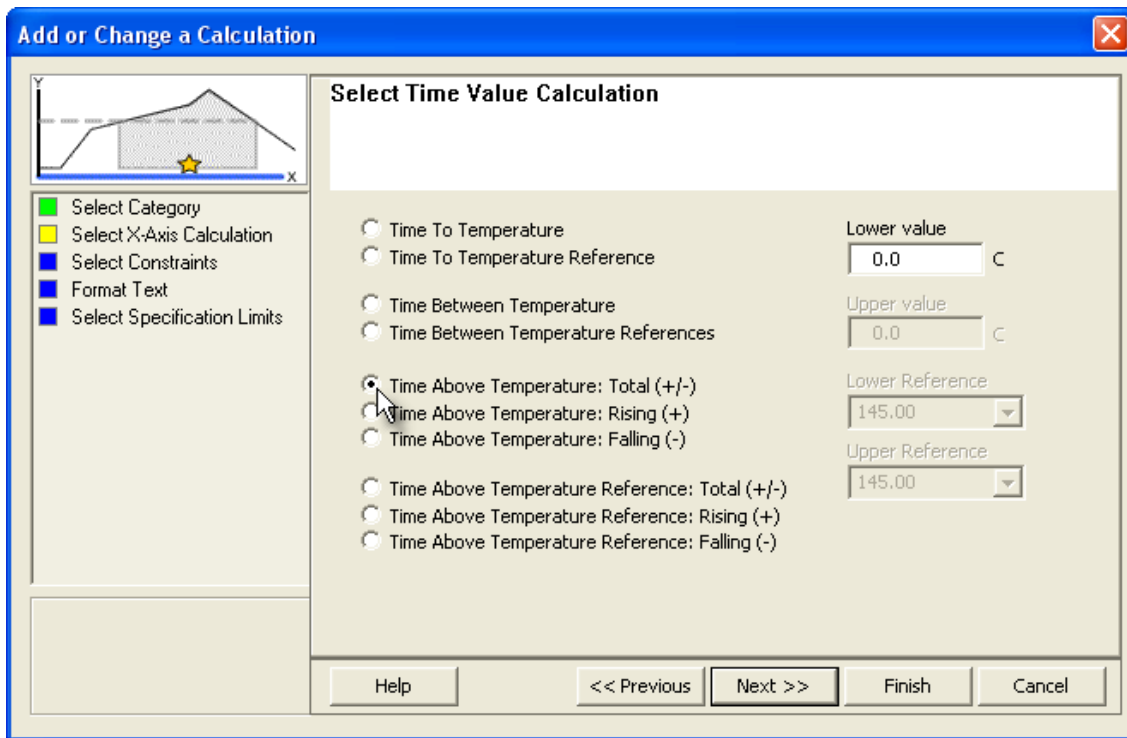 Add or Change a Calculation
Y
X
Select Category
Select X-Axis Calculation
Select Constraints
Format Text
Select Specification Limits
Select Time Value Calculation
Time To Temperature
Time To Temperature Reference
Time Between Temperature
Time Between Temperature References
Time Above Temperature: Total (+/-)
Time Above Temperature: Rising (+)
Time Above Temperature: Falling (-)
Time Above Temperature Reference: Total (+/-)
Time Above Temperature Reference: Rising (+)
Time Above Temperature Reference: Falling (-)
Lower value
0.0 C
Upper value
0.0 C
Lower Reference
145.00
Upper Reference
145.00
Help
<< Previous
Next >>
Finish
Cancel